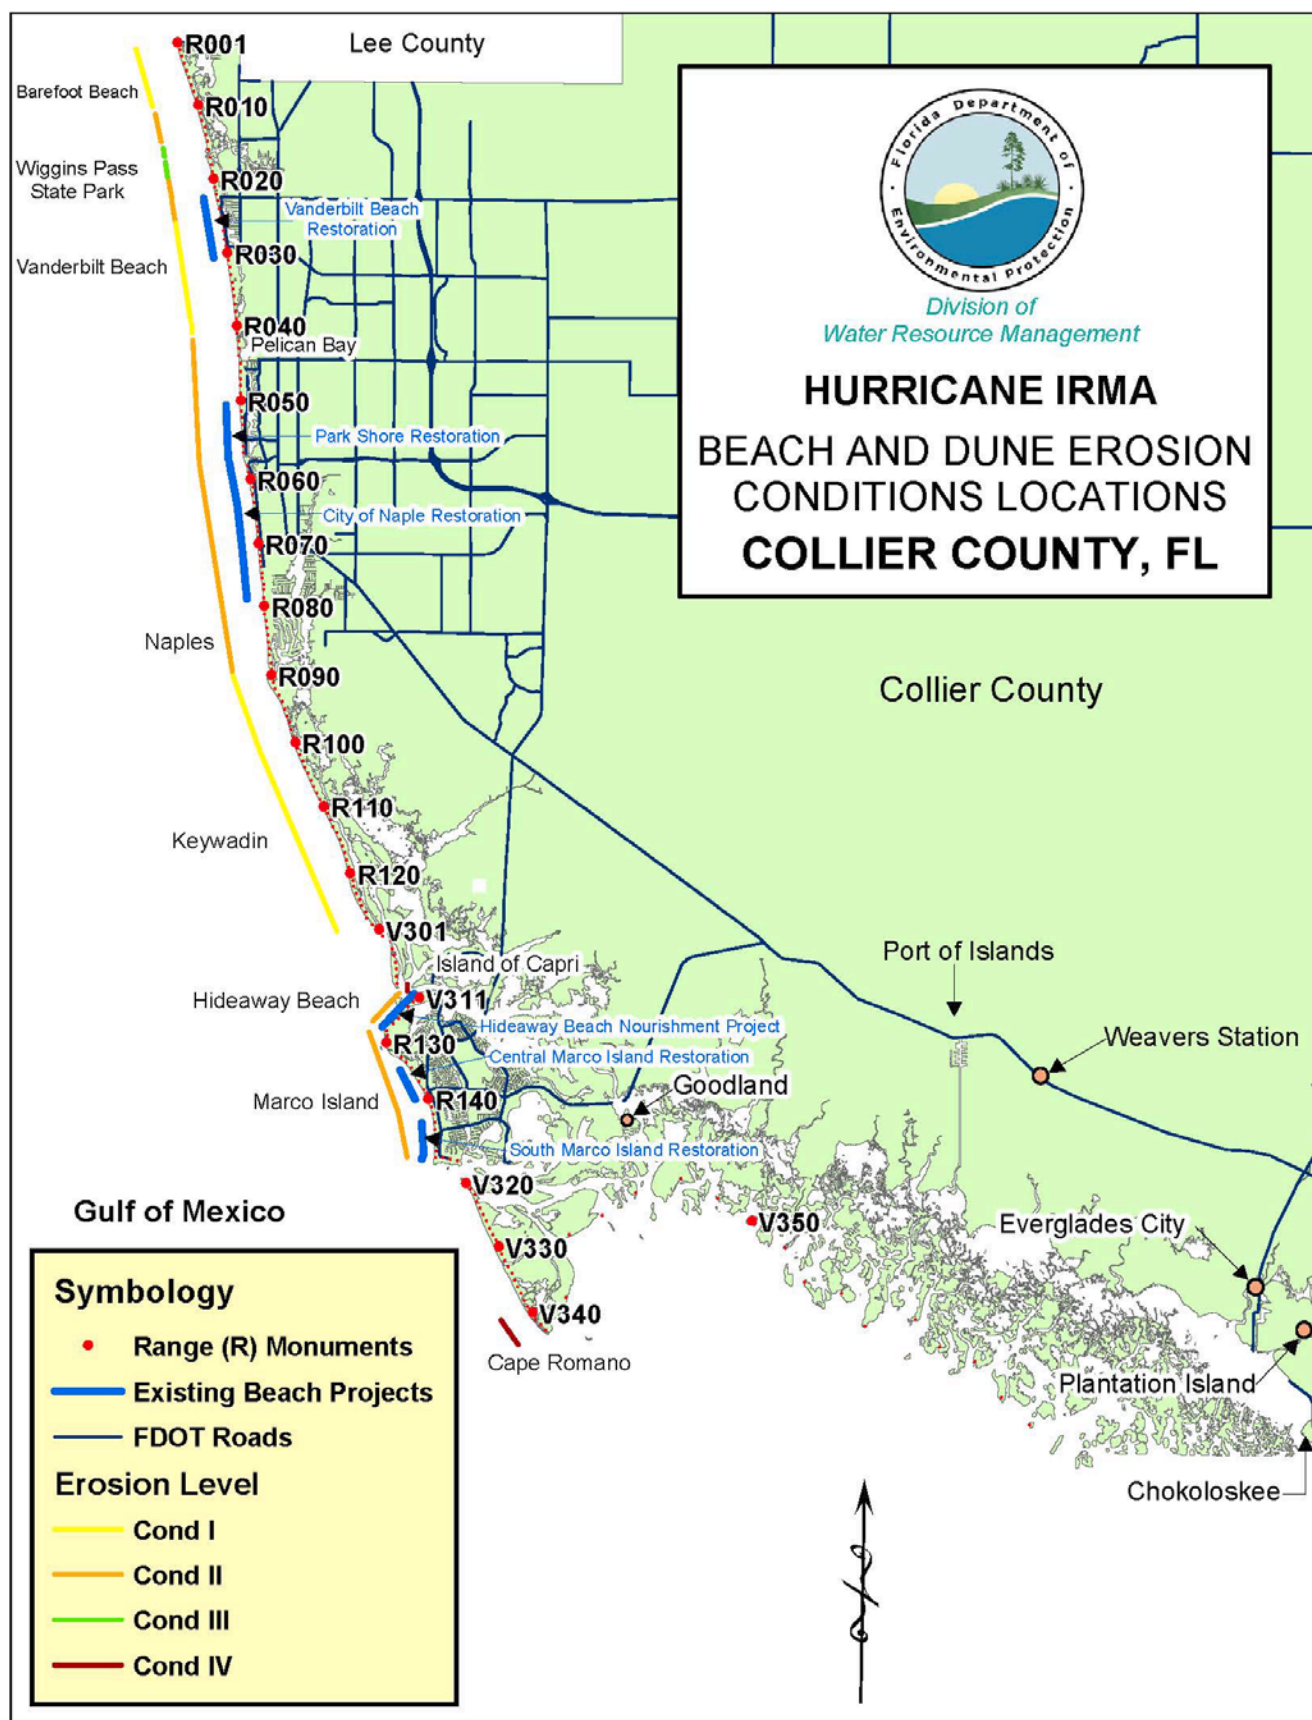 Lee County
R001
Barefoot Beach
R010
Wiggins Pass
State Park
R020
Vanderbilt Beach
Restoration
R030
Vanderbilt Beach
R040
Pelican Bay
R050
Park Shore Restoration
R060
City of Naple Restoration
R070
R080
Naples
R090
R100
R110
Keywadin
R120
V301
Island of Capri
Hideaway Beach
V311
Hideaway Beach Nourishment Project
R130
Central Marco Island Restoration
Marco Island
R140
South Marco Island Restoration
Goodland
V320
V330
V340
Cape Romano
V350
Gulf of Mexico
Florida Department of
Environmental Protection
Division of
Water Resource Management
HURRICANE IRMA
BEACH AND DUNE EROSION
CONDITIONS LOCATIONS
COLLIER COUNTY, FL
Collier County
Port of Islands
Weavers Station
Everglades City
Plantation Island
Chokoloskee
Symbology
Range (R) Monuments
Existing Beach Projects
FDOT Roads
Erosion Level
Cond I
Cond II
Cond III
Cond IV